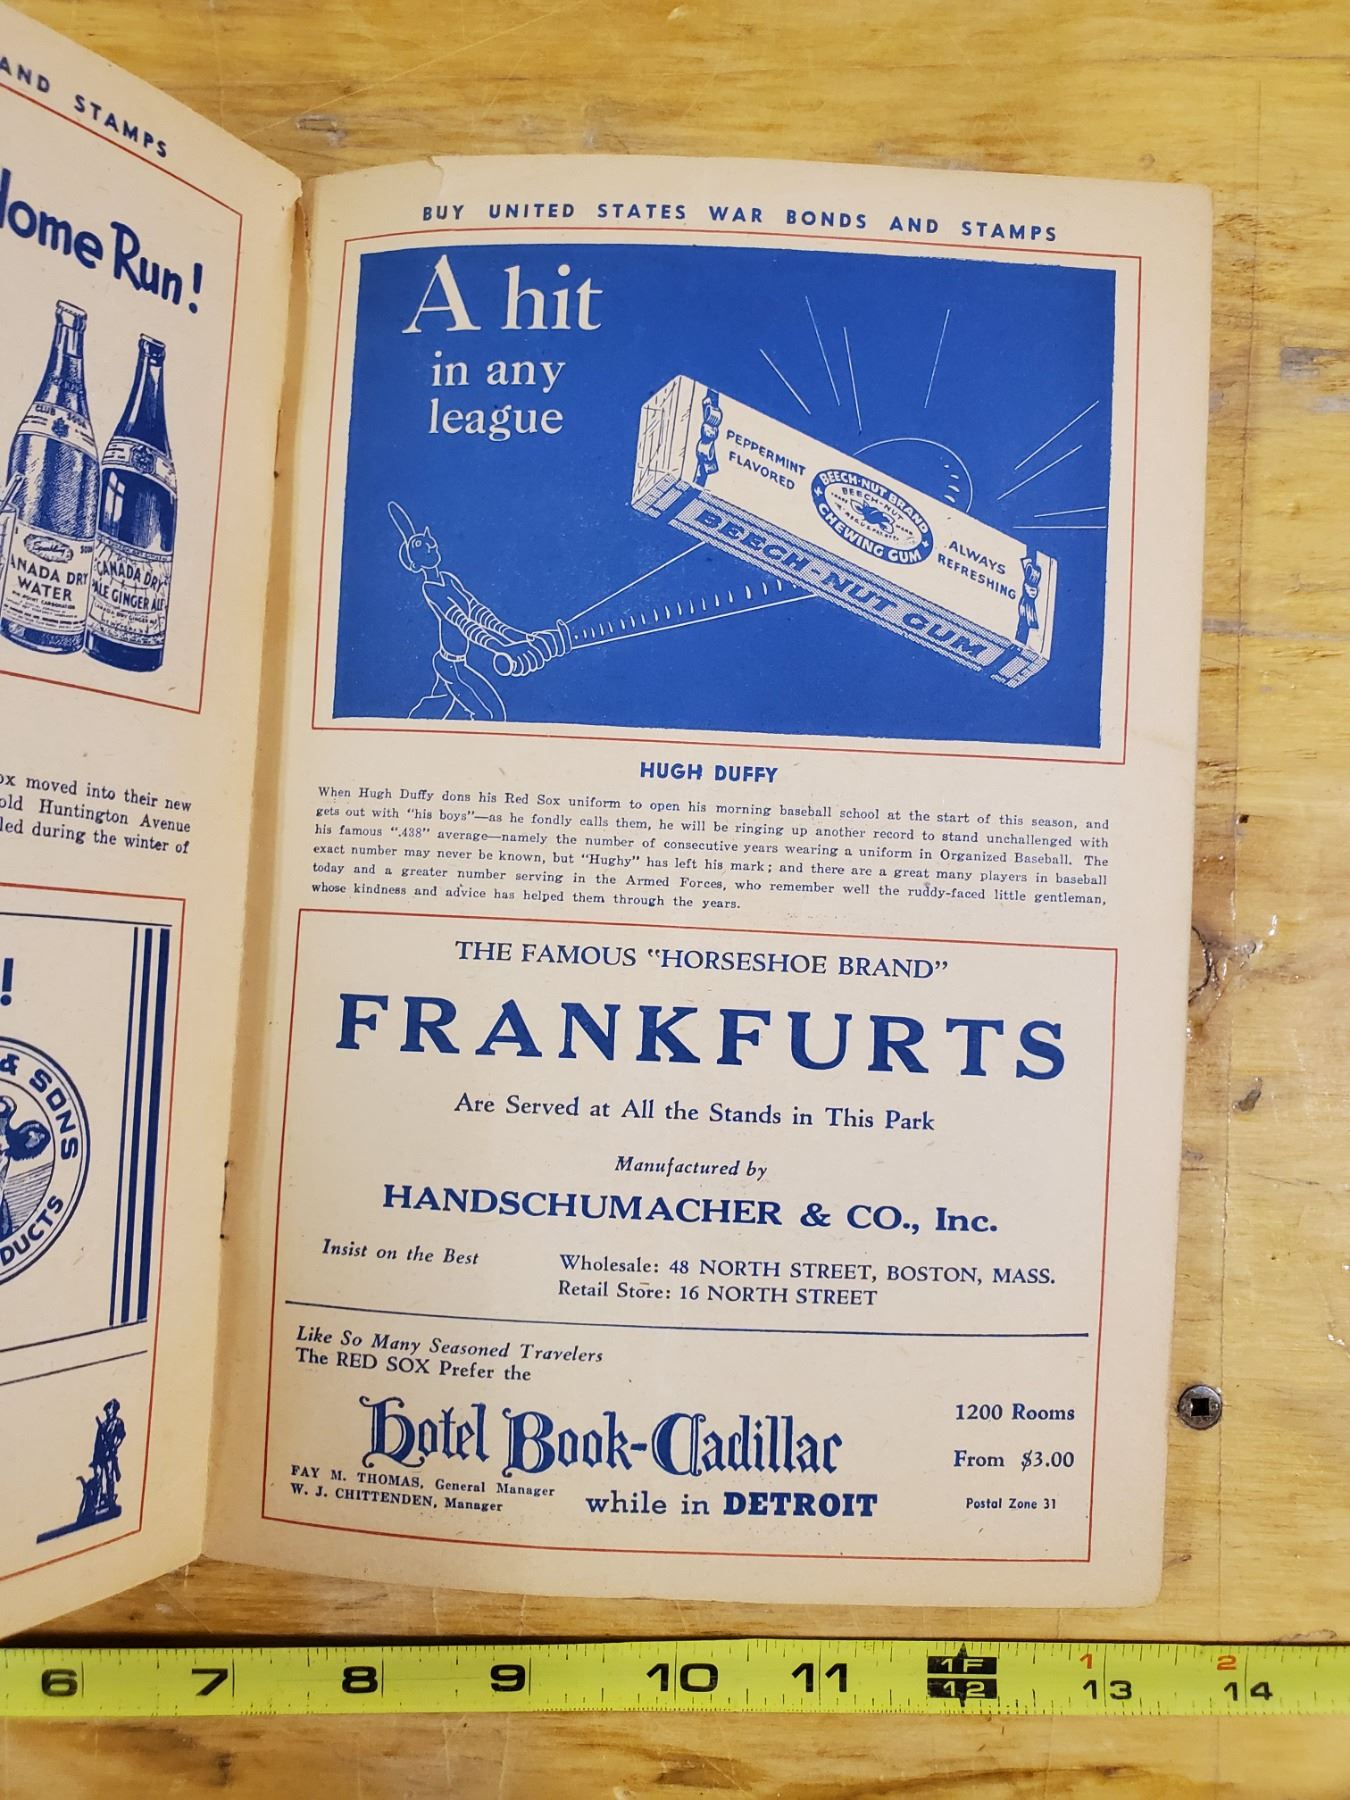 AND STAMPS
Home Run!
CLUB SODA
Sparkling
CANADA DRY
WATER
CANADA DRY
PALE GINGER ALE
ox moved into their new
old Huntington Avenue
led during the winter of
!
& SONS
DUCTS
BUY UNITED STATES WAR BONDS AND STAMPS
A hit
in any
league
PEPPERMINT
FLAVORED
BEECH-NUT BRAND
BEECH-NUT
CHEWING GUM
ALWAYS
REFRESHING
BEECH-NUT GUM
HUGH DUFFY
When Hugh Duffy dons his Red Sox uniform to open his morning baseball school at the start of this season, and
gets out with "his boys"—as he fondly calls them, he will be ringing up another record to stand unchallenged with
his famous ".438" average—namely the number of consecutive years wearing a uniform in Organized Baseball. The
exact number may never be known, but "Hughy" has left his mark; and there are a great many players in baseball
today and a greater number serving in the Armed Forces, who remember well the ruddy-faced little gentleman,
whose kindness and advice has helped them through the years.
THE FAMOUS "HORSESHOE BRAND"
FRANKFURTS
Are Served at All the Stands in This Park
Manufactured by
HANDSCHUMACHER & CO., Inc.
Insist on the Best
Wholesale: 48 NORTH STREET, BOSTON, MASS.
Retail Store: 16 NORTH STREET
Like So Many Seasoned Travelers
The RED SOX Prefer the
Hotel Book-Cadillac
1200 Rooms
From $3.00
FAY M. THOMAS, General Manager
W. J. CHITTENDEN, Manager
while in DETROIT
Postal Zone 31
6 7 8 9 10 11 1F 12 1 13 2 14